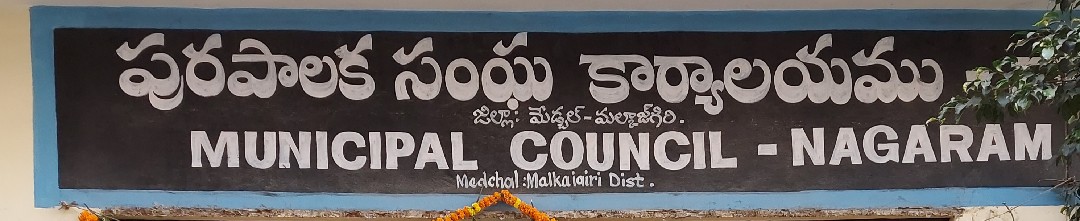 పురపాలక సంఘ కార్యాలయము -
జిల్లా: మేడ్చల్-మల్కాజ్‌గిరి.
MUNICIPAL COUNCIL - NAGARAM
Medchal:Malkajgiri Dist.